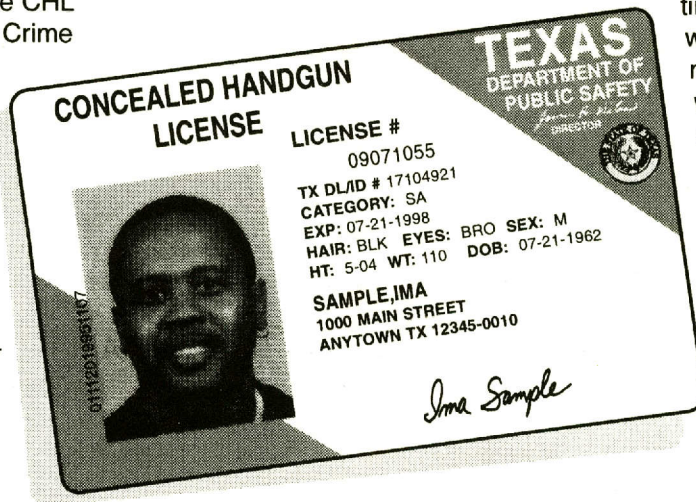 e CHL
Crime
tin
w
r
CONCEALED HANDGUN
LICENSE
TEXAS
DEPARTMENT OF
PUBLIC SAFETY
DIRECTOR
LICENSE #
09071055
TX DL/ID # 17104921
CATEGORY: SA
EXP: 07-21-1998
HAIR: BLK EYES: BRO SEX: M
HT: 5-04 WT: 110 DOB: 07-21-1962
SAMPLE,IMA
1000 MAIN STREET
ANYTOWN TX 12345-0010
Ima Sample